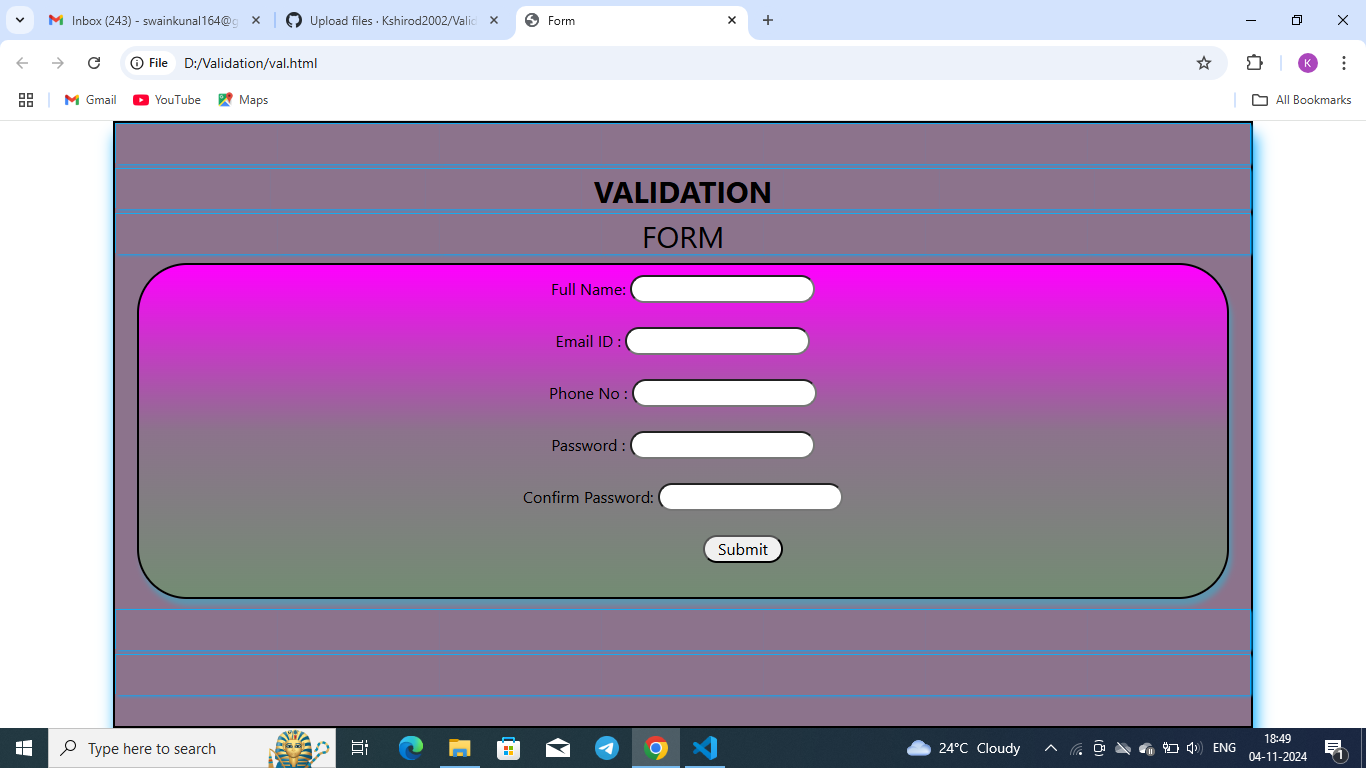 Inbox (243) - swainkunal164@g
Upload files · Kshirod2002/Valid
Form
File
D:/Validation/val.html
K
Gmail
YouTube
Maps
All Bookmarks
VALIDATION
FORM
Full Name:
Email ID :
Phone No :
Password :
Confirm Password:
Submit
Type here to search
24°C Cloudy
ENG
18:49
04-11-2024
1